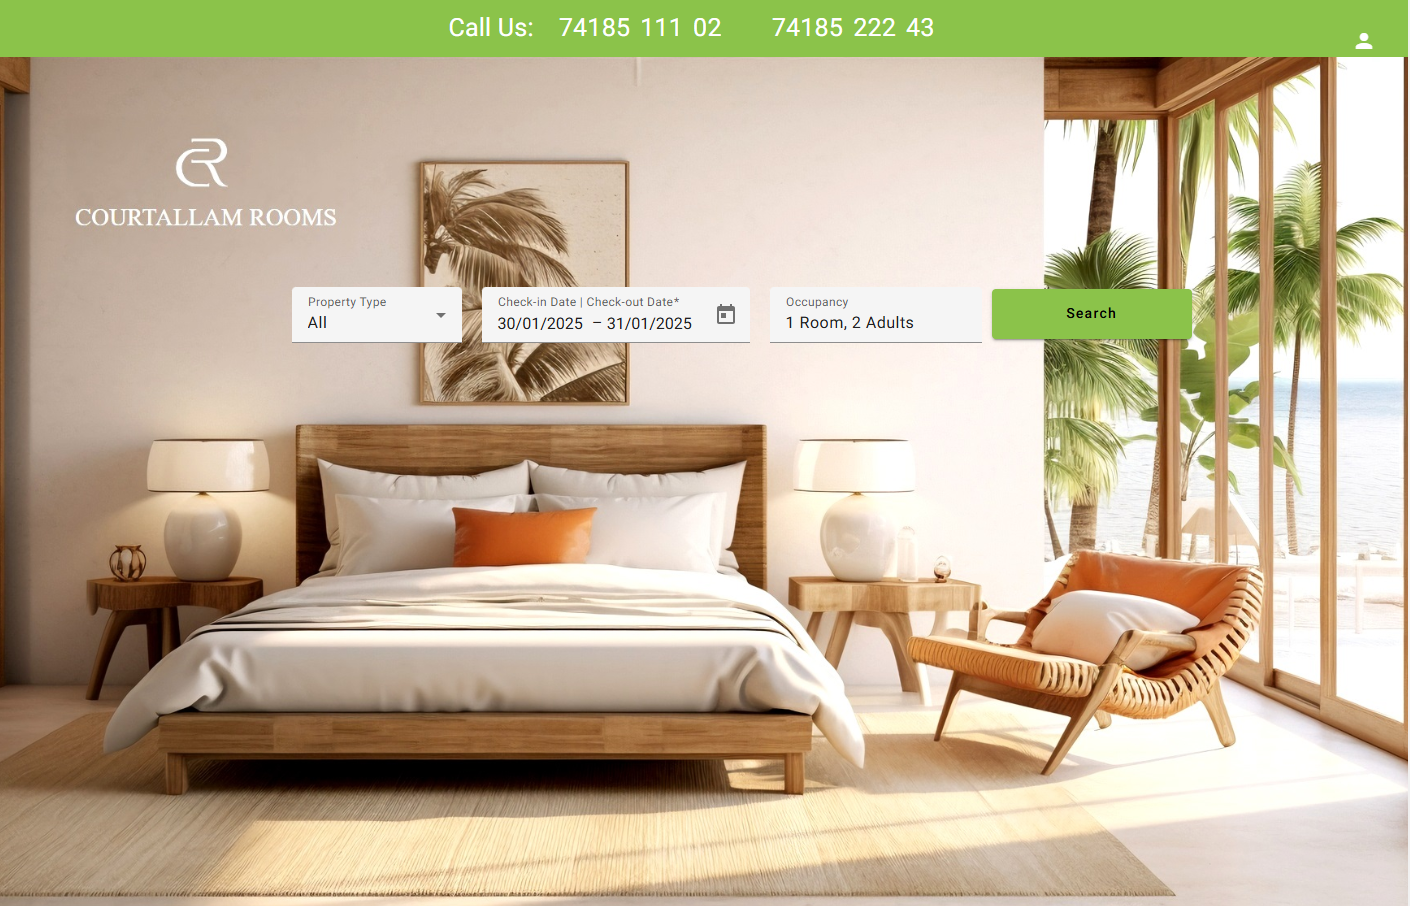 Call Us: 74185 111 02 74185 222 43
COURTALLAM ROOMS
Property Type
All
Check-in Date | Check-out Date*
30/01/2025 – 31/01/2025
Occupancy
1 Room, 2 Adults
Search